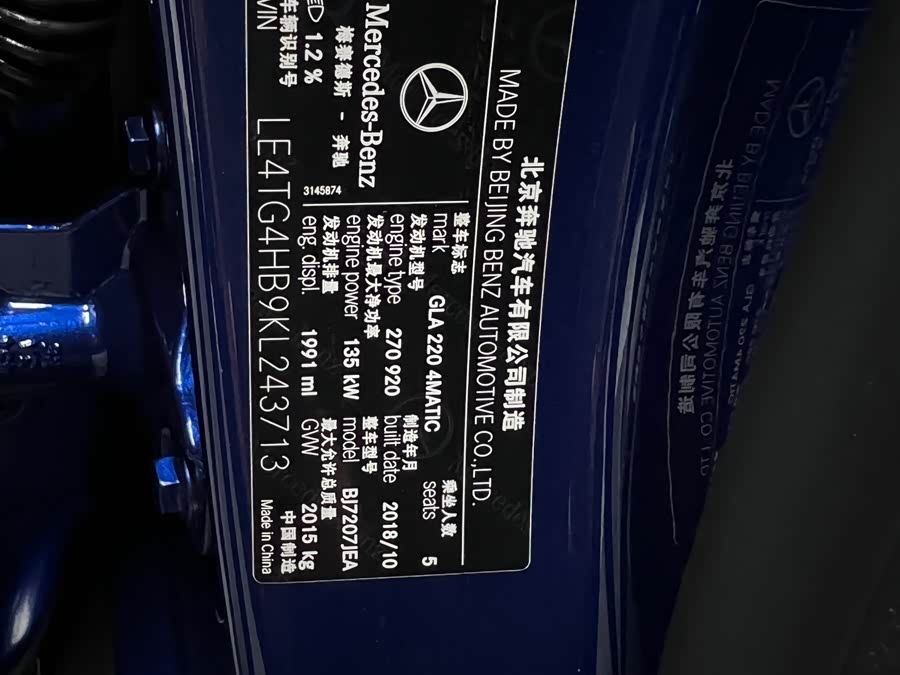 北京奔驰汽车有限公司制造
MADE BY BEIJING BENZ AUTOMOTIVE CO.,LTD.
整车标志
mark GLA 220 4MATIC
乘坐人数
seats 5
发动机型号
engine type 270 920
制造年月
built date 2018/10
发动机最大净功率
engine power 135 kW
整车型号
model BJ7207JEA
发动机排量
eng. displ. 1991 ml
最大允许总质量
GVW 2015 kg
Mercedes-Benz
梅赛德斯 - 奔驰
3145874
1.2 %
车辆识别号
VIN LE4TG4HB9KL243713
中国制造
Made in China